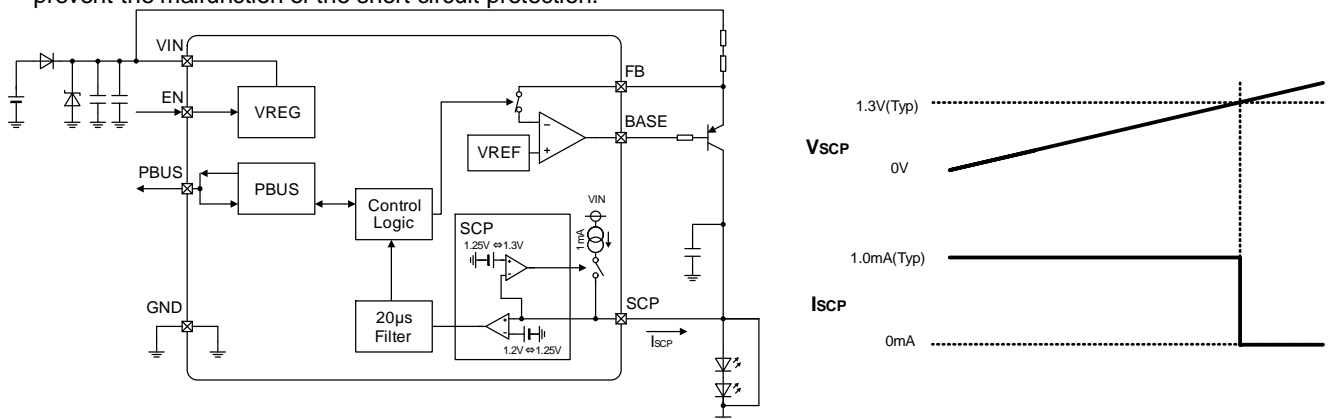 prevent the malfunction of the short circuit protection.
VIN
EN
VREG
PBUS
PBUS
GND
Control
Logic
20µs
Filter
VREF
FB
BASE
SCP
1.25V ⇔ 1.3V
1.2V ⇔ 1.25V
VIN
1mA
SCP
ISCP
VSCP
1.3V(Typ)
0V
ISCP
1.0mA(Typ)
0mA